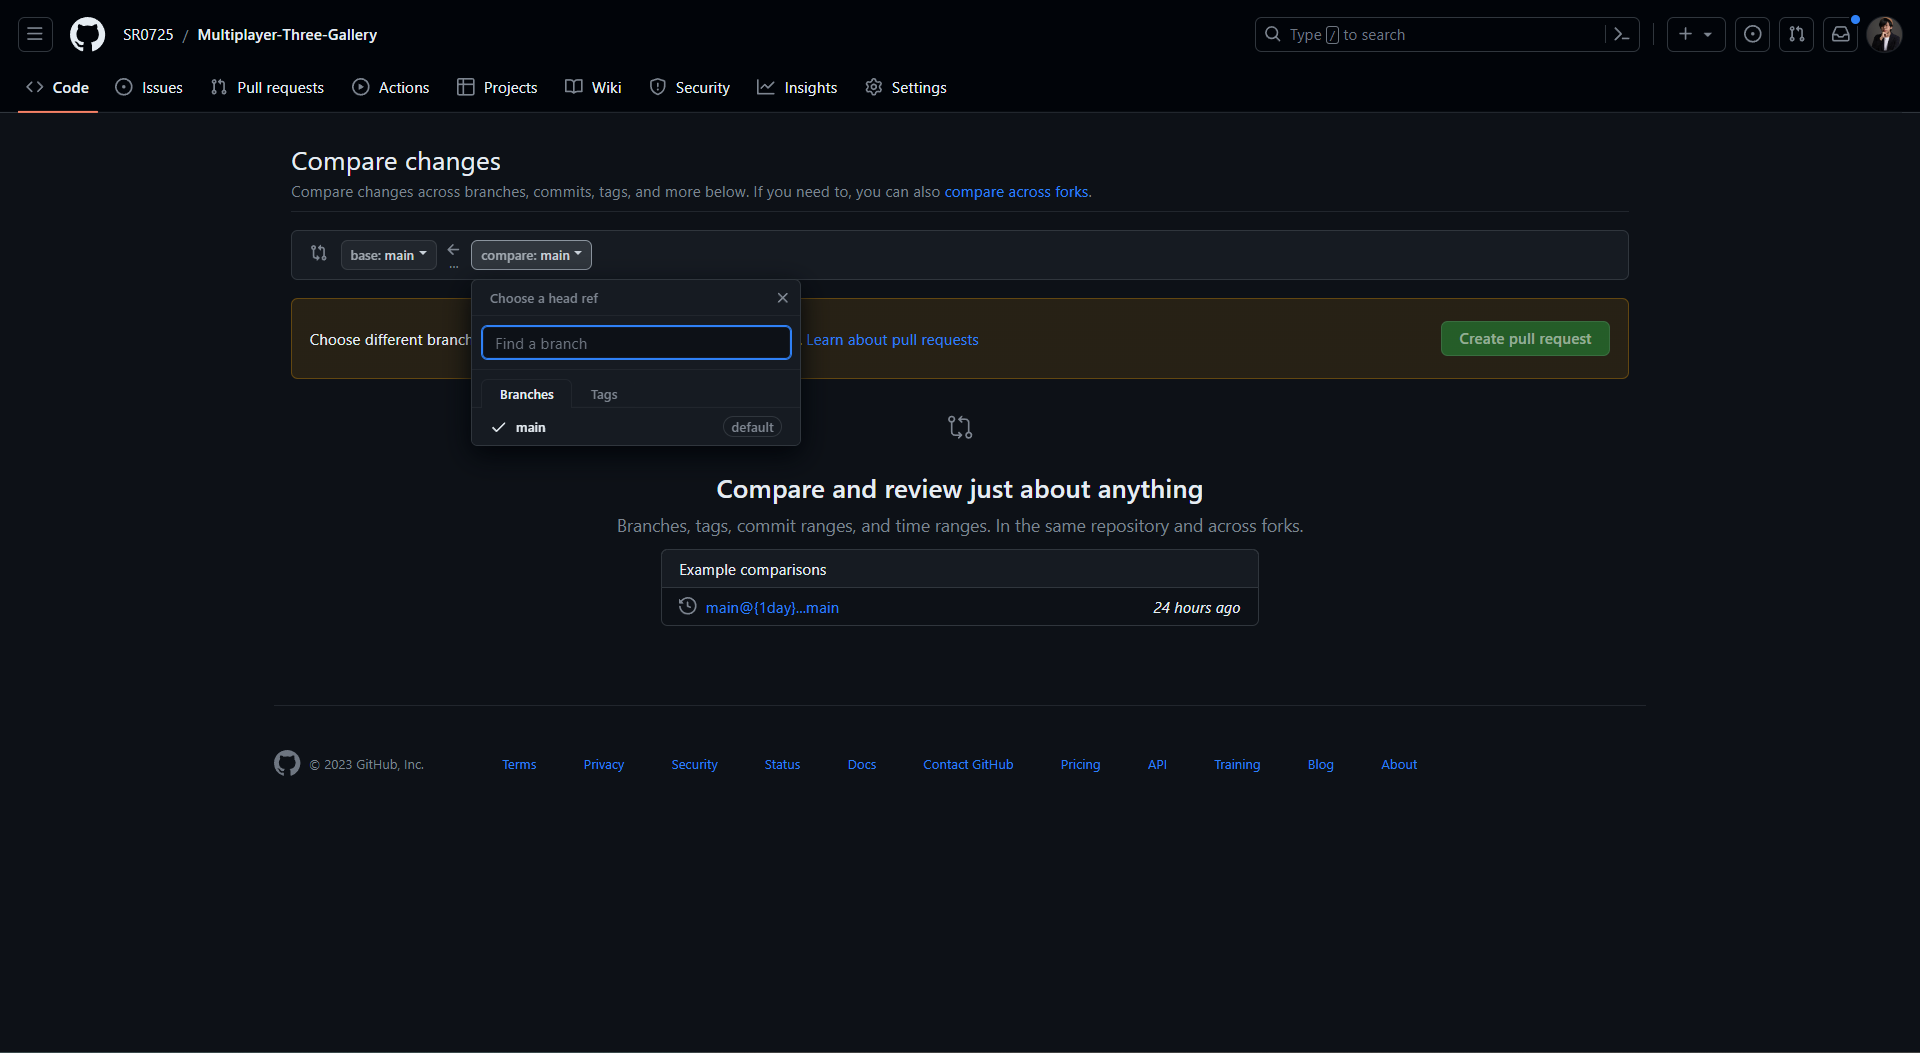 SR0725 / Multiplayer-Three-Gallery
Type / to search
Code
Issues
Pull requests
Actions
Projects
Wiki
Security
Insights
Settings
Compare changes
Compare changes across branches, commits, tags, and more below. If you need to, you can also compare across forks.
base: main
...
compare: main
Choose a head ref
Choose different branch
Find a branch
. Learn about pull requests
Create pull request
Branches
Tags
main
default
Compare and review just about anything
Branches, tags, commit ranges, and time ranges. In the same repository and across forks.
Example comparisons
main@{1day}...main
24 hours ago
© 2023 GitHub, Inc.
Terms
Privacy
Security
Status
Docs
Contact GitHub
Pricing
API
Training
Blog
About